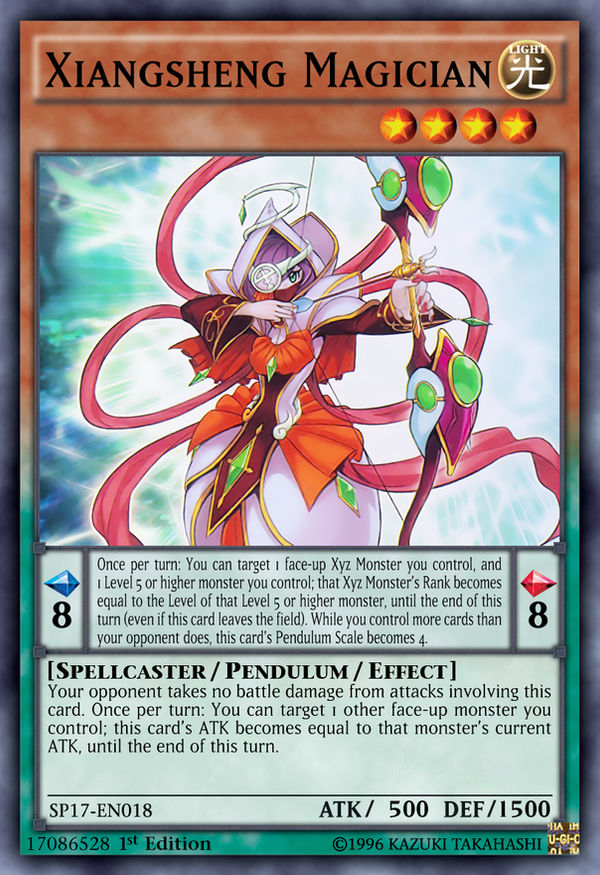 Xiangsheng Magician
LIGHT
光
Once per turn: You can target 1 face-up Xyz Monster you control, and
1 Level 5 or higher monster you control; that Xyz Monster's Rank becomes
equal to the Level of that Level 5 or higher monster, until the end of this
turn (even if this card leaves the field). While you control more cards than
your opponent does, this card's Pendulum Scale becomes 4.
8
8
[Spellcaster / Pendulum / Effect]
Your opponent takes no battle damage from attacks involving this
card. Once per turn: You can target 1 other face-up monster you
control; this card's ATK becomes equal to that monster's current
ATK, until the end of this turn.
SP17-EN018
ATK/ 500 DEF/1500
17086528 1st Edition
©1996 KAZUKI TAKAHASHI